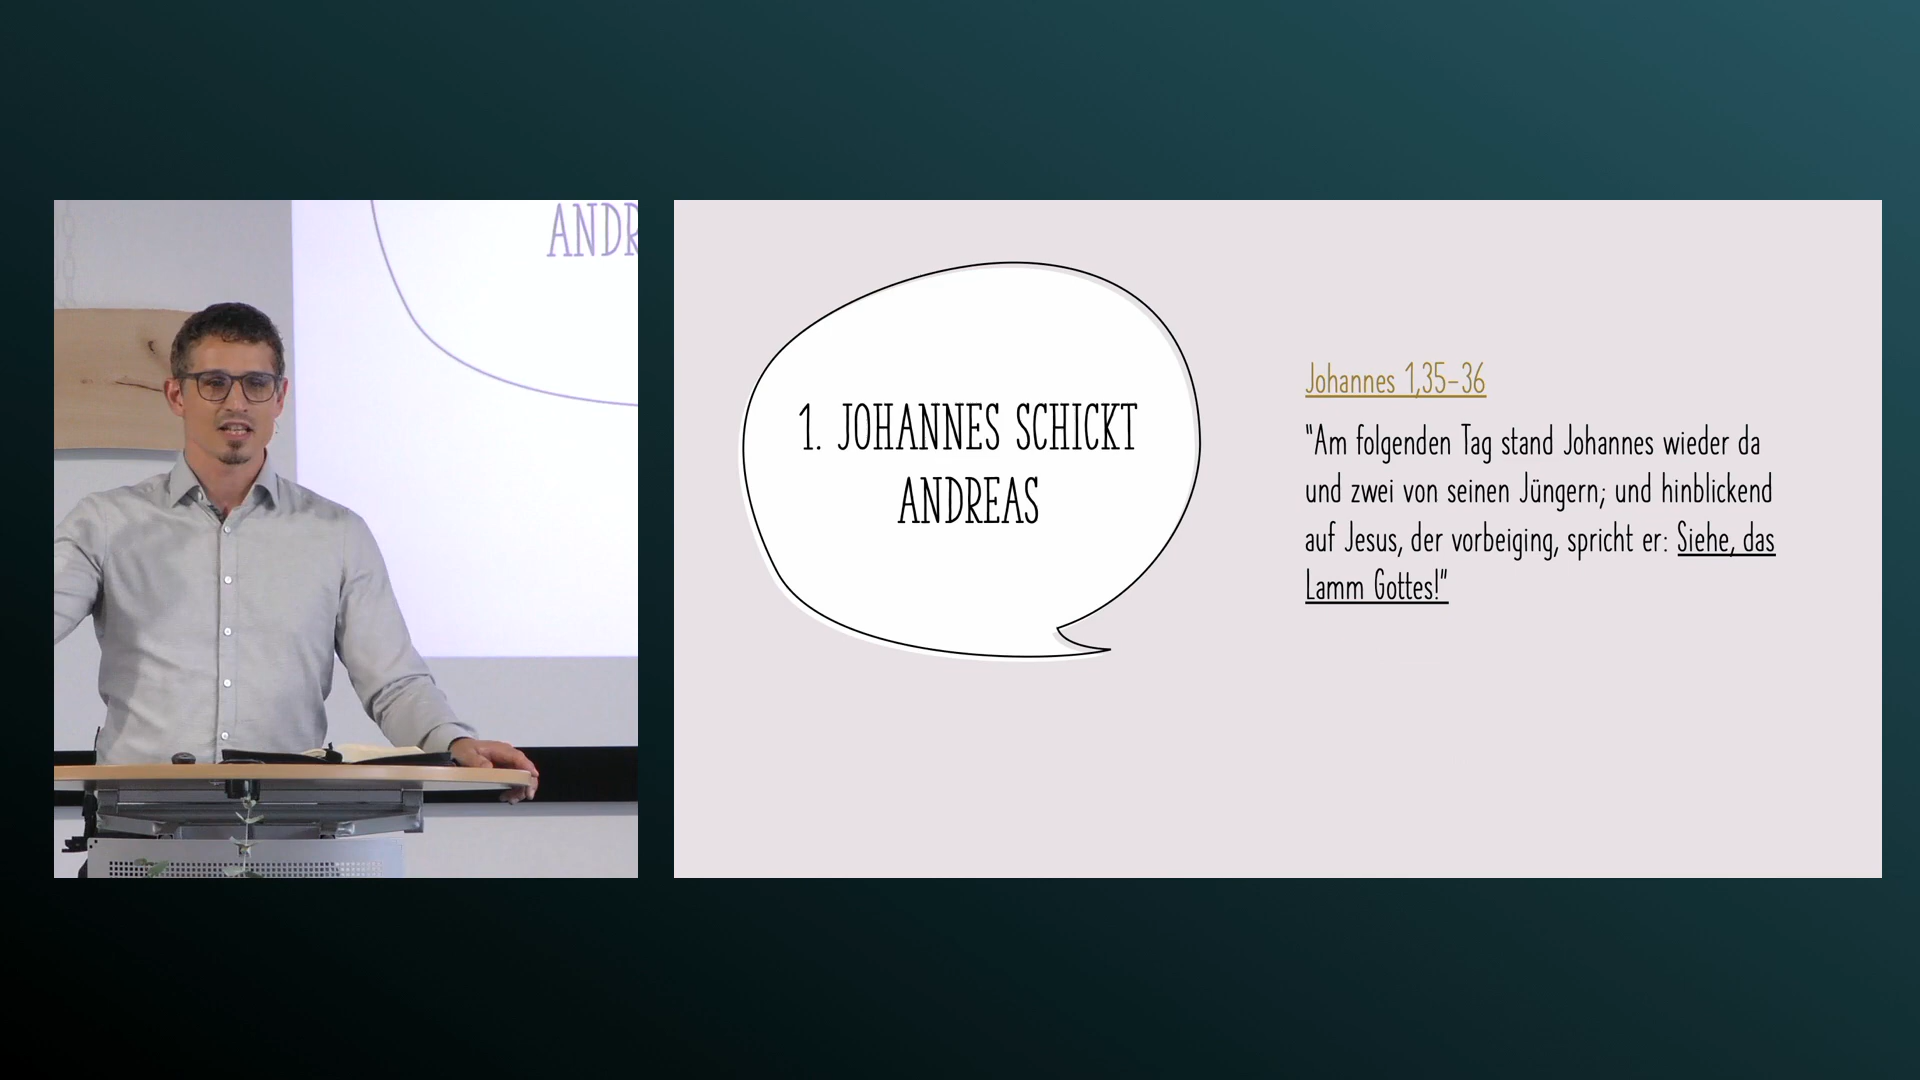 ANDR
1. JOHANNES SCHICKT
ANDREAS
Johannes 1,35-36
"Am folgenden Tag stand Johannes wieder da
und zwei von seinen Jüngern; und hinblickend
auf Jesus, der vorbeiging, spricht er: Siehe, das
Lamm Gottes!"